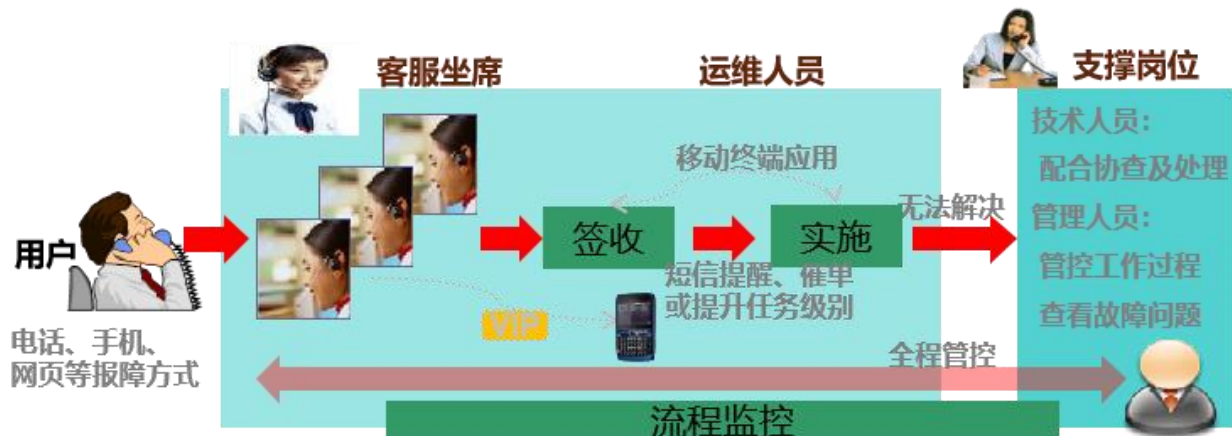 客服坐席
运维人员
支撑岗位
技术人员：
配合协查及处理
管理人员：
管控工作过程
查看故障问题
移动终端应用
用户
签收
实施
无法解决
短信提醒、催单
或提升任务级别
VIP
电话、手机、
网页等报障方式
全程管控
流程监控